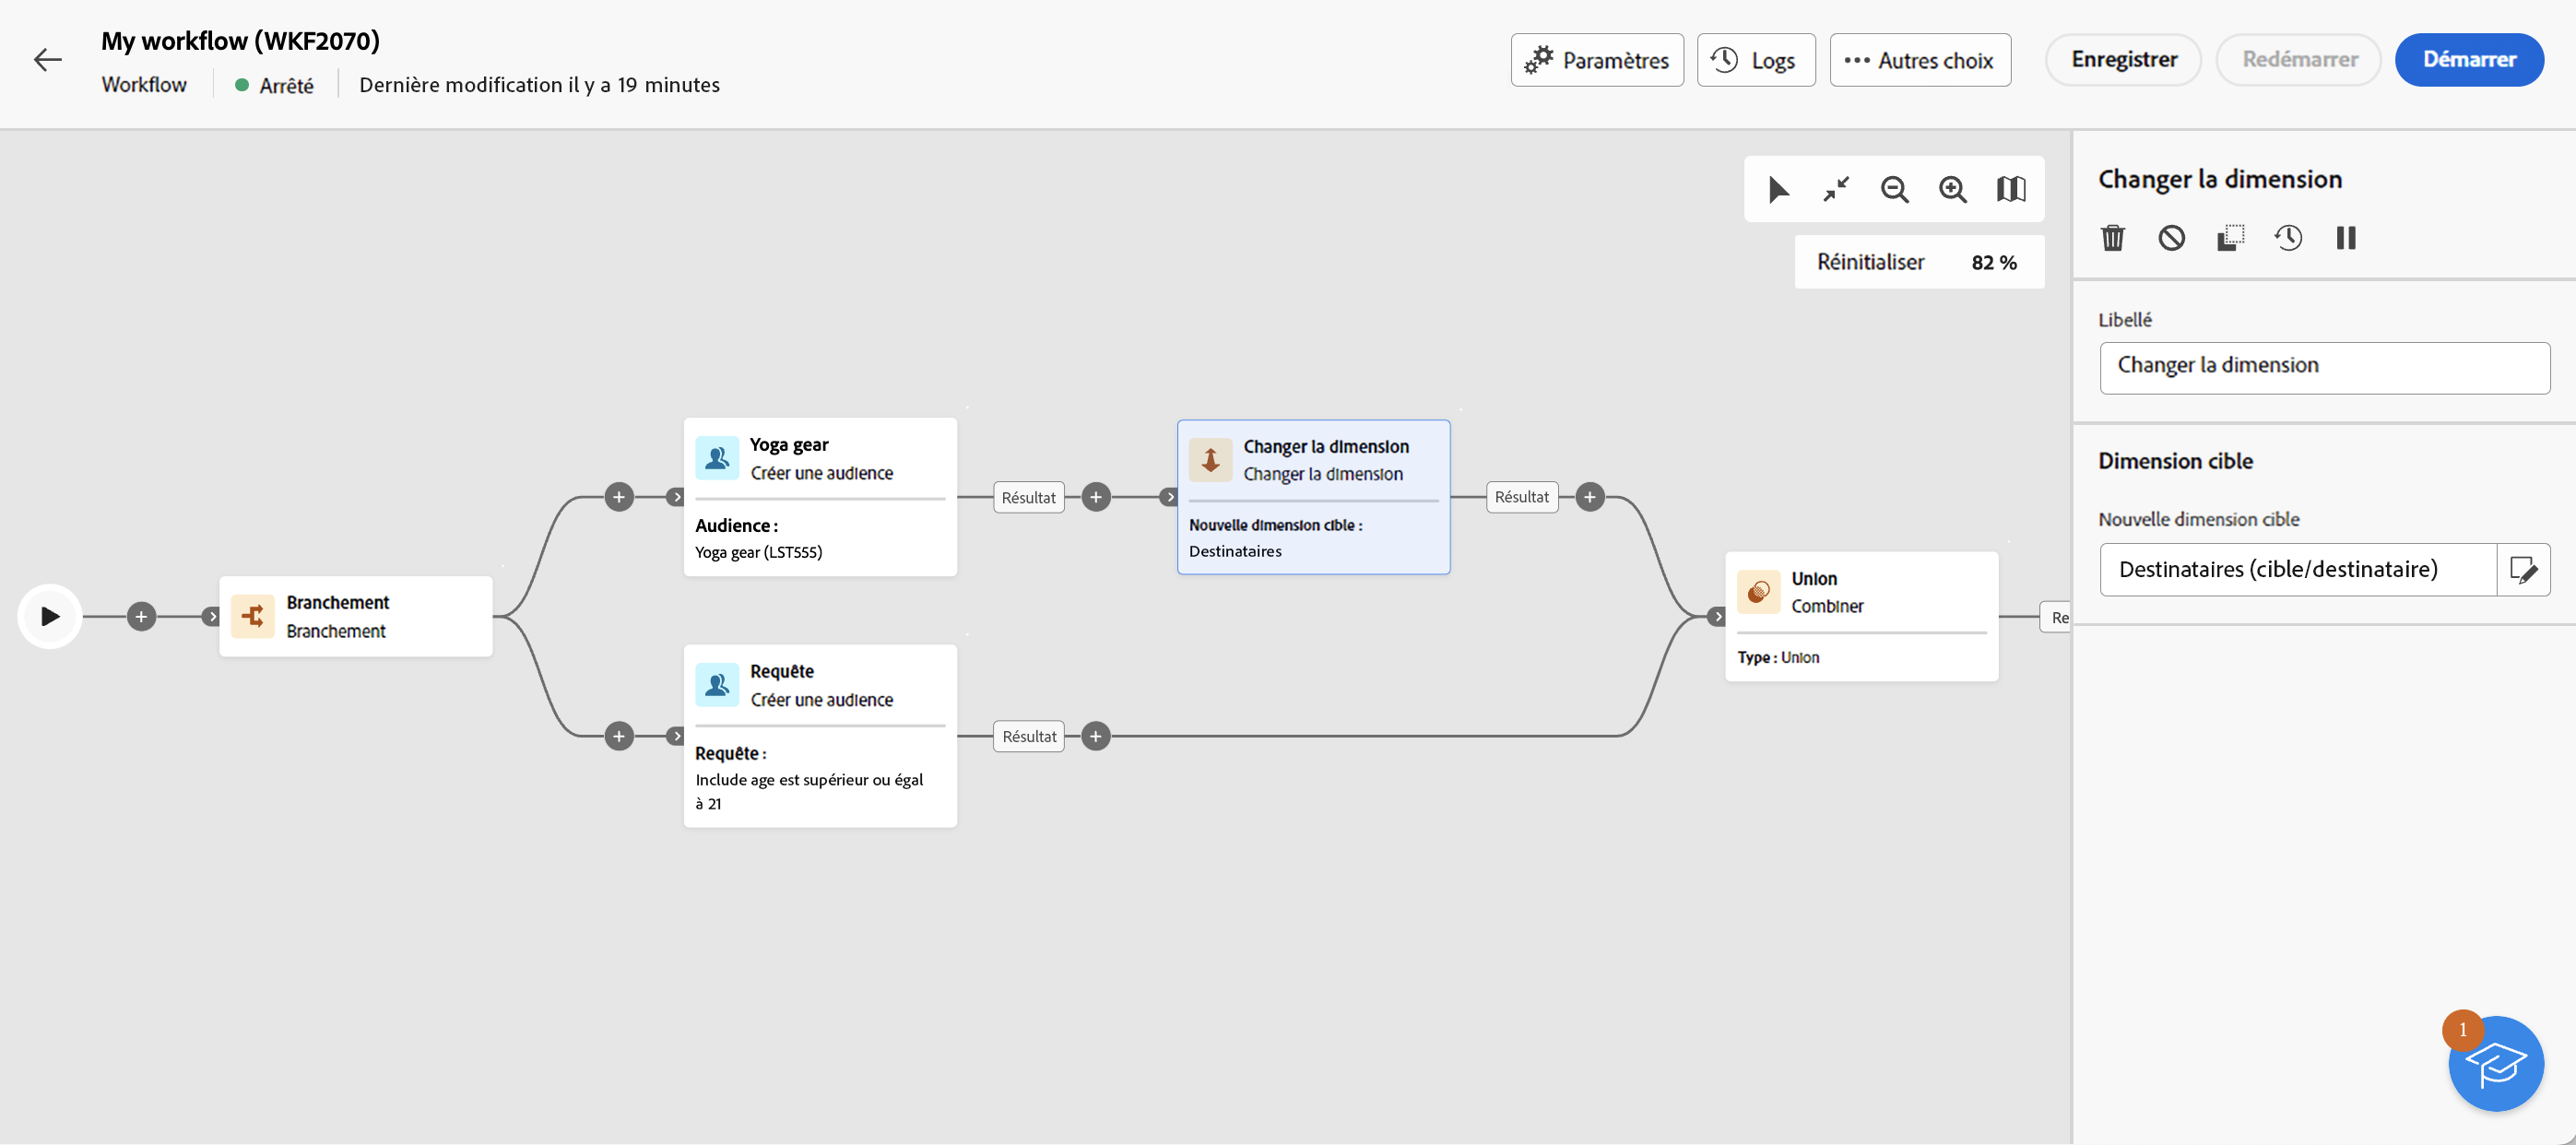 My workflow (WKF2070)
Workflow
Arrêté
Dernière modification il y a 19 minutes
Paramètres
Logs
Autres choix
Enregistrer
Redémarrer
Démarrer
Réinitialiser 82 %
Branchement
Branchement
Yoga gear
Créer une audience
Audience :
Yoga gear (LST555)
Résultat
Changer la dimension
Changer la dimension
Nouvelle dimension cible :
Destinataires
Résultat
Requête
Créer une audience
Requête :
Include age est supérieur ou égal
à 21
Résultat
Union
Combiner
Type : Union
Re
Changer la dimension
Libellé
Changer la dimension
Dimension cible
Nouvelle dimension cible
Destinataires (cible/destinataire)
1